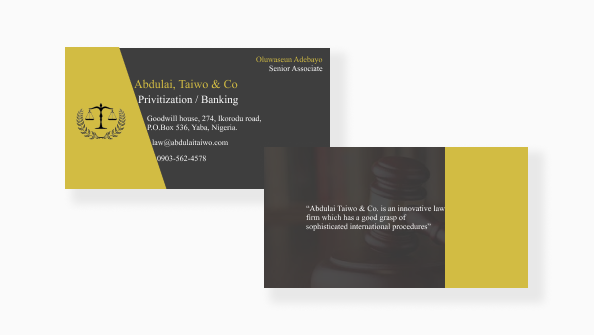 Oluwaseun Adebayo
Senior Associate
Abdulai, Taiwo & Co
Privitization / Banking
Goodwill house, 274, Ikorodu road,
P.O.Box 536, Yaba, Nigeria.
law@abdulaitaiwo.com
0903-562-4578
“Abdulai Taiwo & Co. is an innovative law
firm which has a good grasp of
sophisticated international procedures”